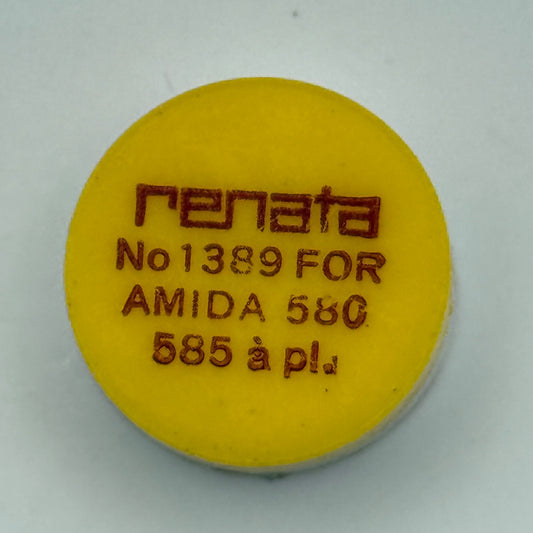 renata
No 1389 FOR
AMIDA 580
585 à pl.